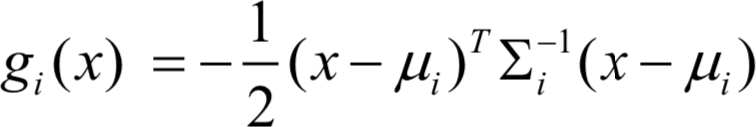 g_i(x) = -\frac{1}{2}(x - \mu_i)^T \Sigma_i^{-1}(x - \mu_i)